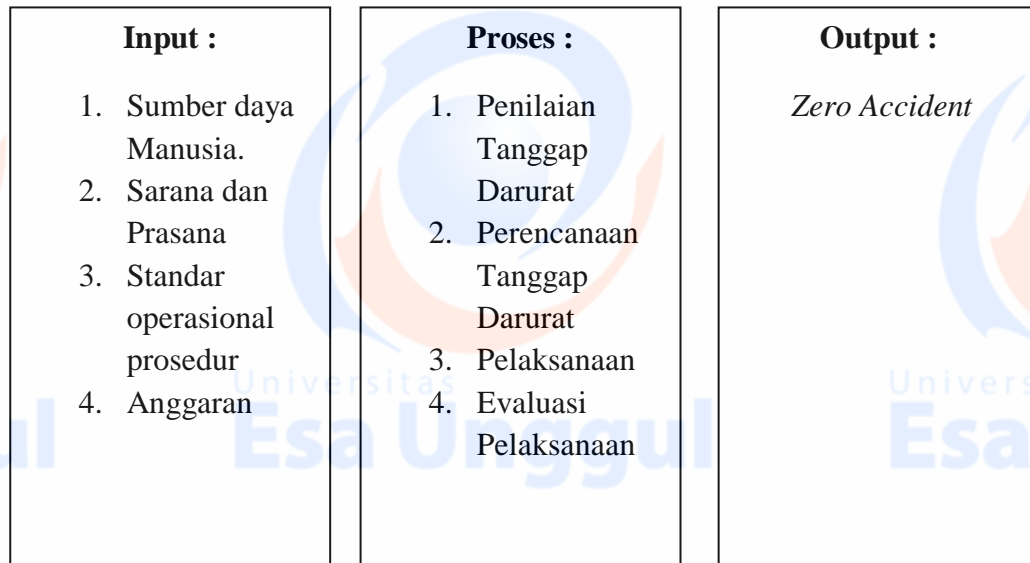 Input :
1. Sumber daya
Manusia.
2. Sarana dan
Prasana
3. Standar
operasional
prosedur
4. Anggaran
Proses :
1. Penilaian
Tanggap
Darurat
2. Perencanaan
Tanggap
Darurat
3. Pelaksanaan
4. Evaluasi
Pelaksanaan
Output :
Zero Accident
ul
Universitas
Esa Unggul
Univers
Esa